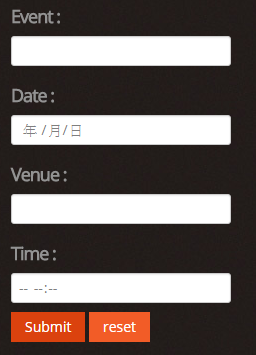 Event :
Date :
年 /月/日
Venue :
Time :
-- --:--
Submit reset